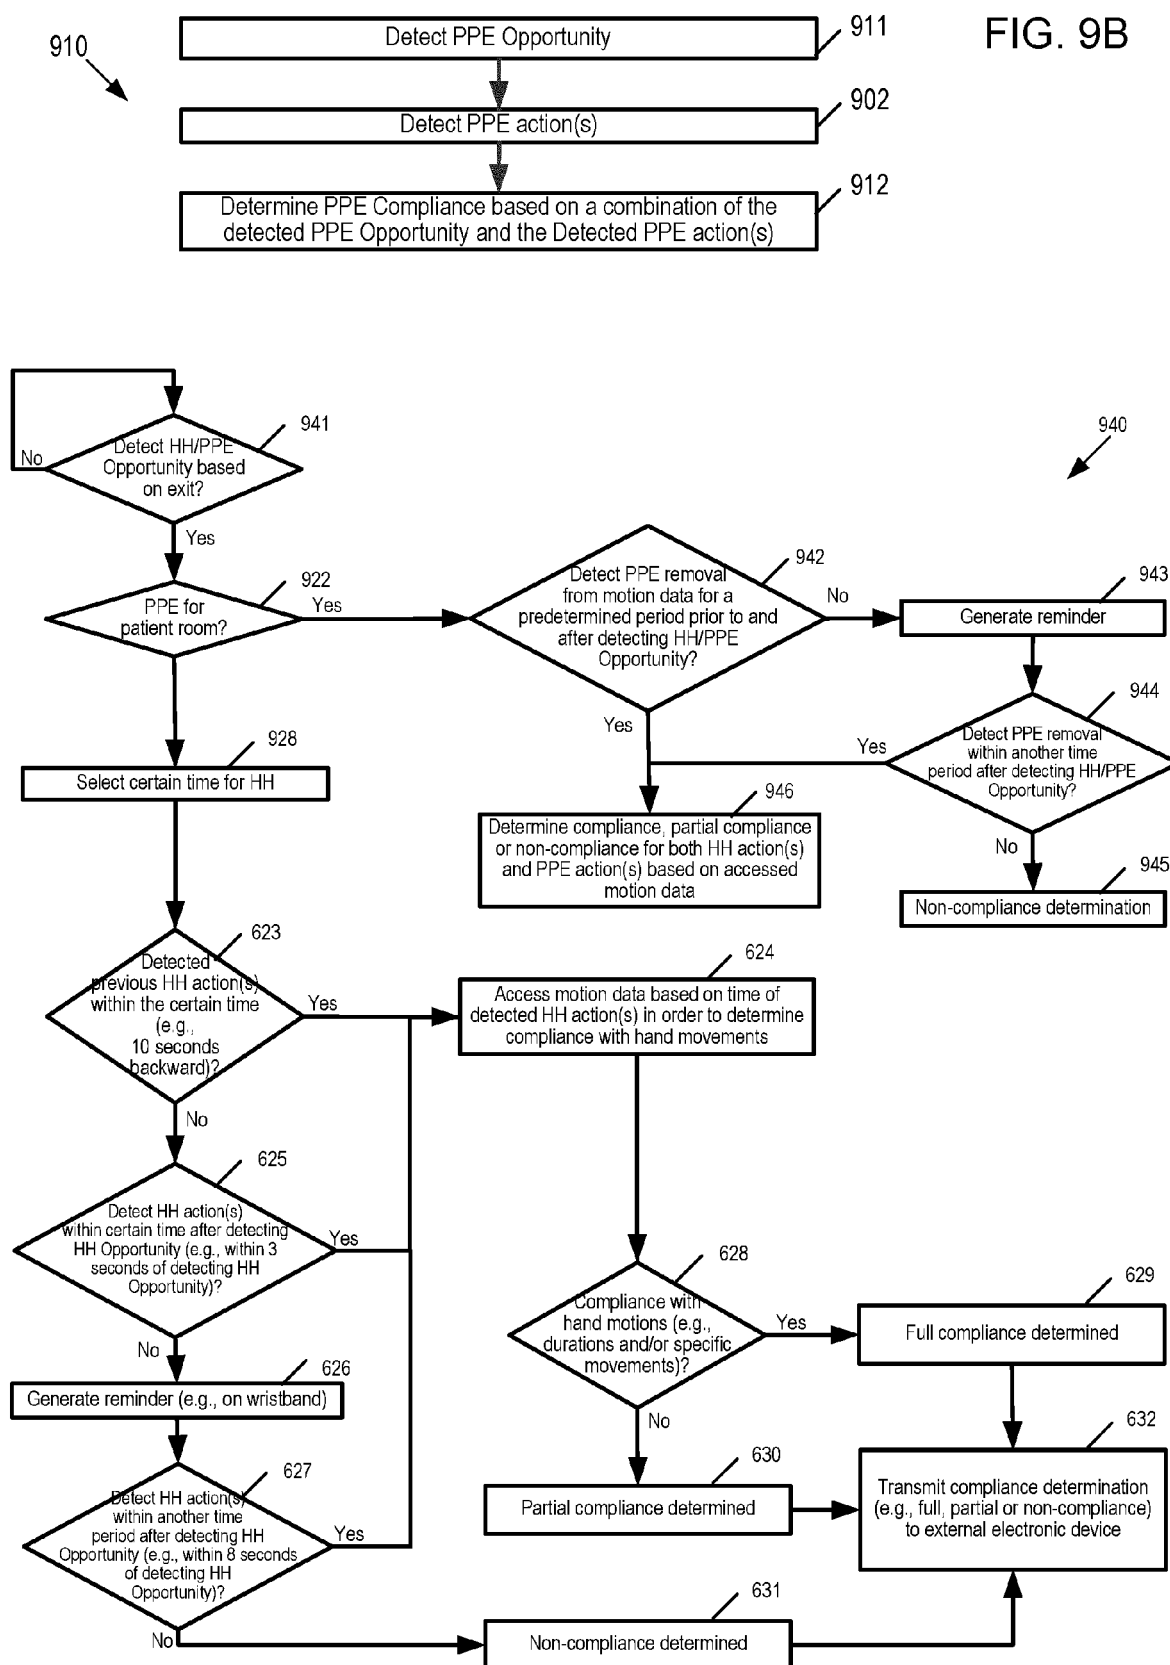 FIG. 9B
910
Detect PPE Opportunity
911
Detect PPE action(s)
902
Determine PPE Compliance based on a combination of the
detected PPE Opportunity and the Detected PPE action(s)
912
940
Detect HH/PPE
Opportunity based
on exit?
941
No
Yes
PPE for
patient room?
922
Yes
Detect PPE removal
from motion data for a
predetermined period prior to and
after detecting HH/PPE
Opportunity?
942
No
Yes
Generate reminder
943
Detect PPE removal
within another time
period after detecting HH/PPE
Opportunity?
944
Yes
No
Non-compliance determination
945
Determine compliance, partial compliance
or non-compliance for both HH action(s)
and PPE action(s) based on accessed
motion data
946
Select certain time for HH
928
Detected
previous HH action(s)
within the certain time
(e.g.,
10 seconds
backward)?
623
Yes
No
Access motion data based on time of
detected HH action(s) in order to determine
compliance with hand movements
624
Detect HH action(s)
within certain time after detecting
HH Opportunity (e.g., within 3
seconds of detecting HH
Opportunity)?
625
Yes
No
Generate reminder (e.g., on wristband)
626
Detect HH action(s)
within another time
period after detecting HH
Opportunity (e.g., within 8 seconds
of detecting HH
Opportunity)?
627
Yes
No
Compliance with
hand motions (e.g.,
durations and/or specific
movements)?
628
Yes
No
Full compliance determined
629
Partial compliance determined
630
Non-compliance determined
631
Transmit compliance determination
(e.g., full, partial or non-compliance)
to external electronic device
632